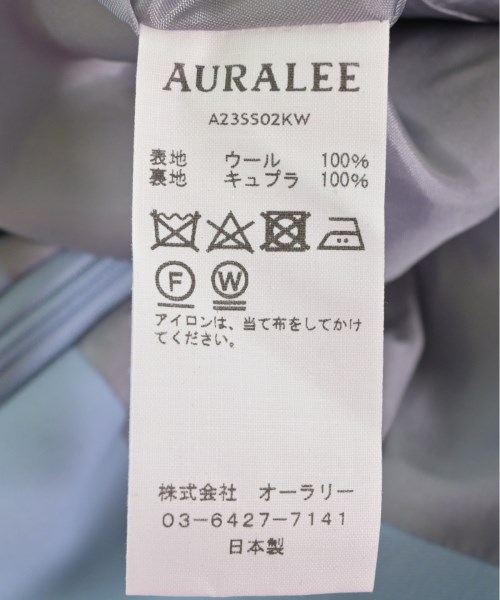 AURALEE
A23SS02KW
表地 ウール 100%
裏地 キュプラ 100%
F W
アイロンは、当て布をしてかけ
てください。
株式会社 オーラリー
03-6427-7141
日本製